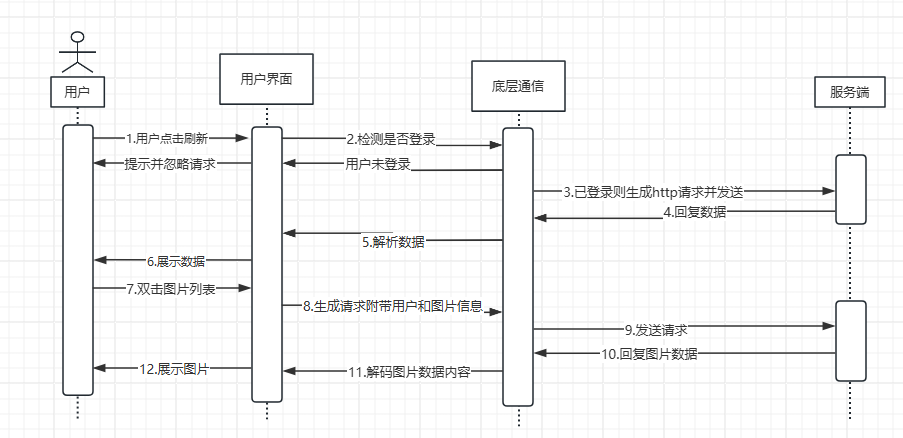 用户
用户界面
底层通信
服务端
1.用户点击刷新
2.检测是否登录
提示并忽略请求
用户未登录
3.已登录则生成http请求并发送
4.回复数据
5.解析数据
6.展示数据
7.双击图片列表
8.生成请求附带用户和图片信息
9.发送请求
10.回复图片数据
11.解码图片数据内容
12.展示图片